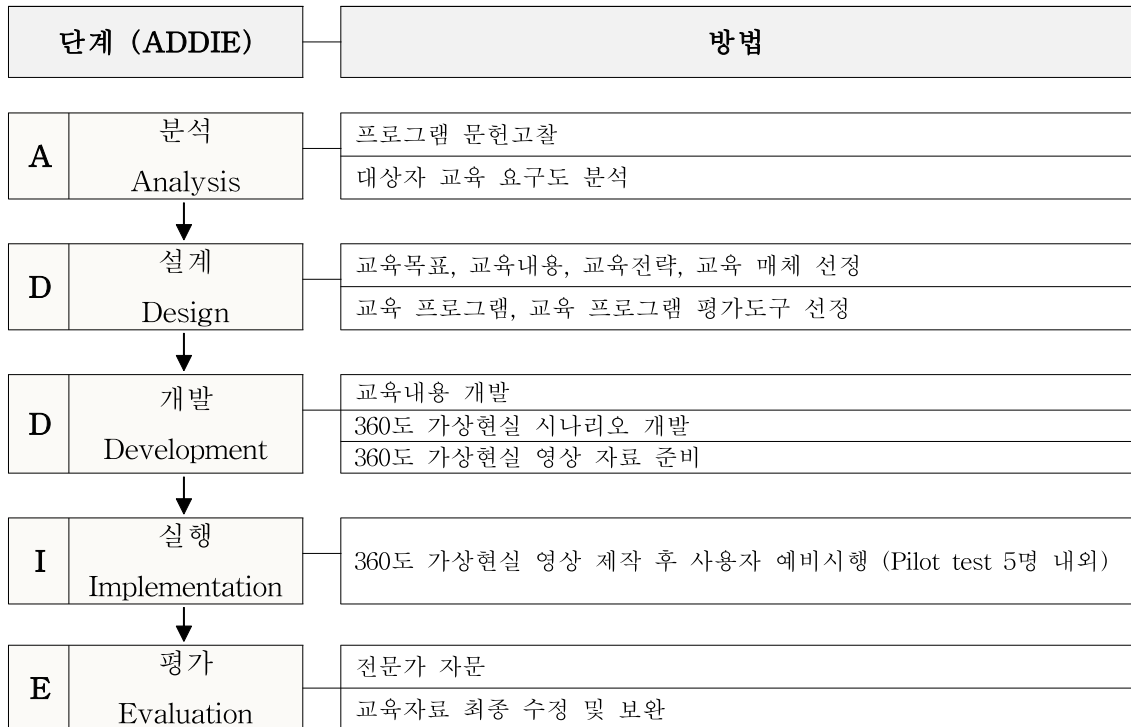 단계 (ADDIE)
방법
A
분석
Analysis
프로그램 문헌고찰
대상자 교육 요구도 분석
D
설계
Design
교육목표, 교육내용, 교육전략, 교육 매체 선정
교육 프로그램, 교육 프로그램 평가도구 선정
D
개발
Development
교육내용 개발
360도 가상현실 시나리오 개발
360도 가상현실 영상 자료 준비
I
실행
Implementation
360도 가상현실 영상 제작 후 사용자 예비시행 (Pilot test 5명 내외)
E
평가
Evaluation
전문가 자문
교육자료 최종 수정 및 보완